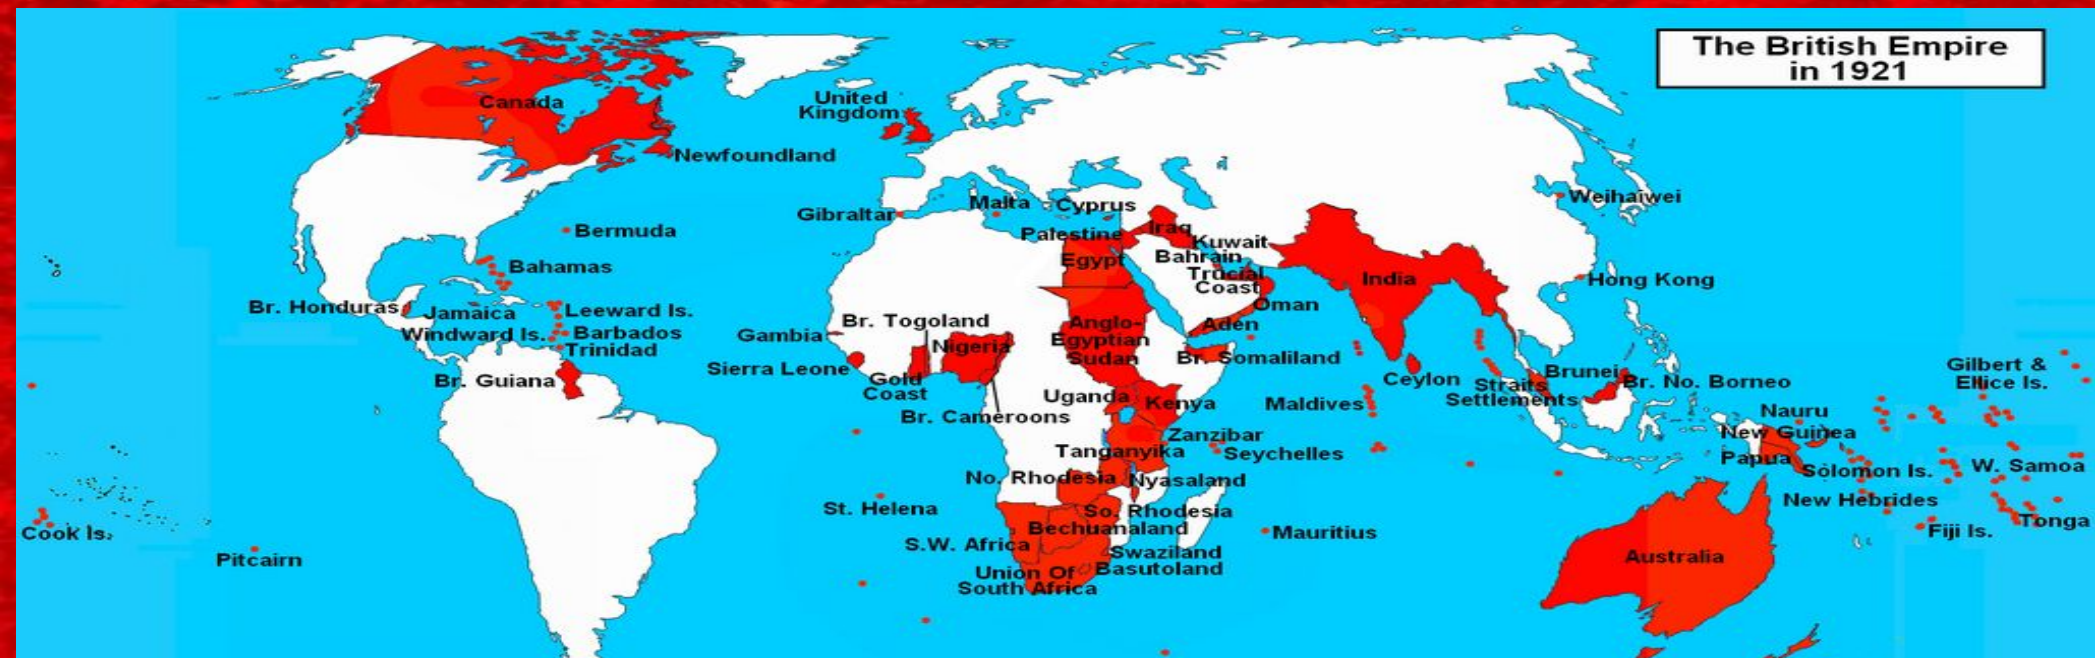 The British Empire
in 1921
Canada
United
Kingdom
Newfoundland
Weihaiwei
Gibraltar
Malta
Cyprus
Bermuda
Palestine
Iraq
Kuwait
Egypt
Bahrain
Bahamas
Trucial
Coast
India
Hong Kong
Br. Honduras
Jamaica
Leeward Is.
Oman
Windward Is.
Barbados
Trinidad
Gambia
Br. Togoland
Nigeria
Anglo-
Egyptian
Sudan
Aden
Br. Somaliland
Sierra Leone
Gold
Coast
Br. Guiana
Ceylon
Straits
Settlements
Brunei
Br. No. Borneo
Gilbert &
Ellice Is.
Uganda
Kenya
Maldives
Br. Cameroons
Nauru
New Guinea
Zanzibar
Tanganyika
Seychelles
Papua
Solomon Is.
W. Samoa
No. Rhodesia
Nyasaland
New Hebrides
St. Helena
So. Rhodesia
Bechuanaland
Cook Is.
Mauritius
Fiji Is.
Tonga
S.W. Africa
Swaziland
Basutoland
Pitcairn
Union Of
South Africa
Australia